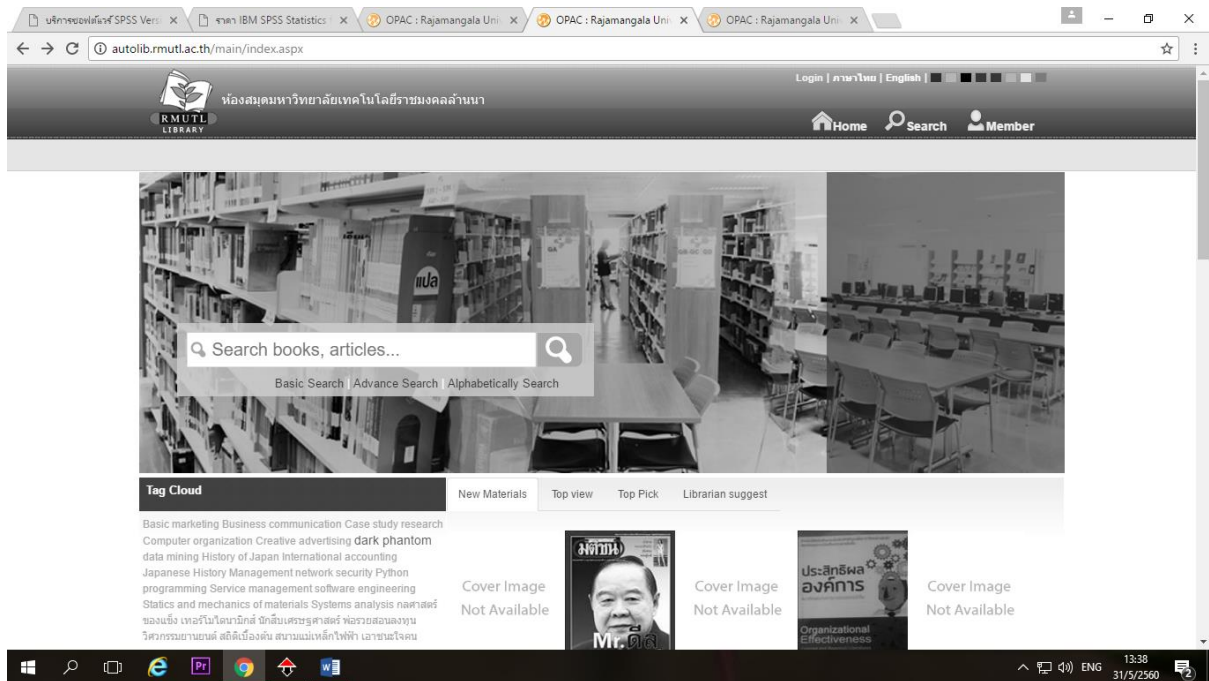 บริการซอฟต์แวร์ SPSS Versi
ราคา IBM SPSS Statistics
OPAC : Rajamangala Univ
OPAC : Rajamangala Univ
OPAC : Rajamangala Univ
autolib.rmutl.ac.th/main/index.aspx
Login | ภาษาไทย | English |
ห้องสมุดมหาวิทยาลัยเทคโนโลยีราชมงคลล้านนา
RMUTL
LIBRARY
Home Search Member
แปล
Search books, articles...
Basic Search | Advance Search | Alphabetically Search
Tag Cloud
New Materials Top view Top Pick Librarian suggest
Basic marketing Business communication Case study research
Computer organization Creative advertising dark phantom
data mining History of Japan International accounting
Japanese History Management network security Python
programming Service management software engineering
Statics and mechanics of materials Systems analysis กลศาสตร์
ของแข็ง เทอร์โมไดนามิกส์ นักสืบเศรษฐศาสตร์ พ่อรวยสอนลงทุน
วิศวกรรมยานยนต์ สถิติเบื้องต้น สนามแม่เหล็กไฟฟ้า เอาชนะใจคน
Cover Image
Not Available
มติชน
Mr.ดีล
Cover Image
Not Available
ประสิทธิผล
องค์การ
Organizational
Effectiveness
Cover Image
Not Available
ENG
13:38
31/5/2560
2